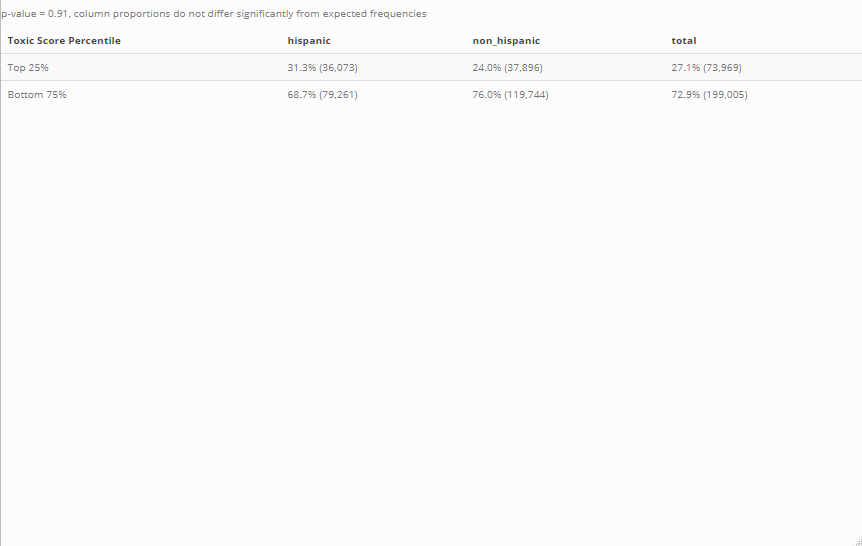 p-value = 0.91, column proportions do not differ significantly from expected frequencies
Toxic Score Percentile hispanic non_hispanic total
Top 25% 31.3% (36,073) 24.0% (37,896) 27.1% (73,969)
Bottom 75% 68.7% (79,261) 76.0% (119,744) 72.9% (199,005)